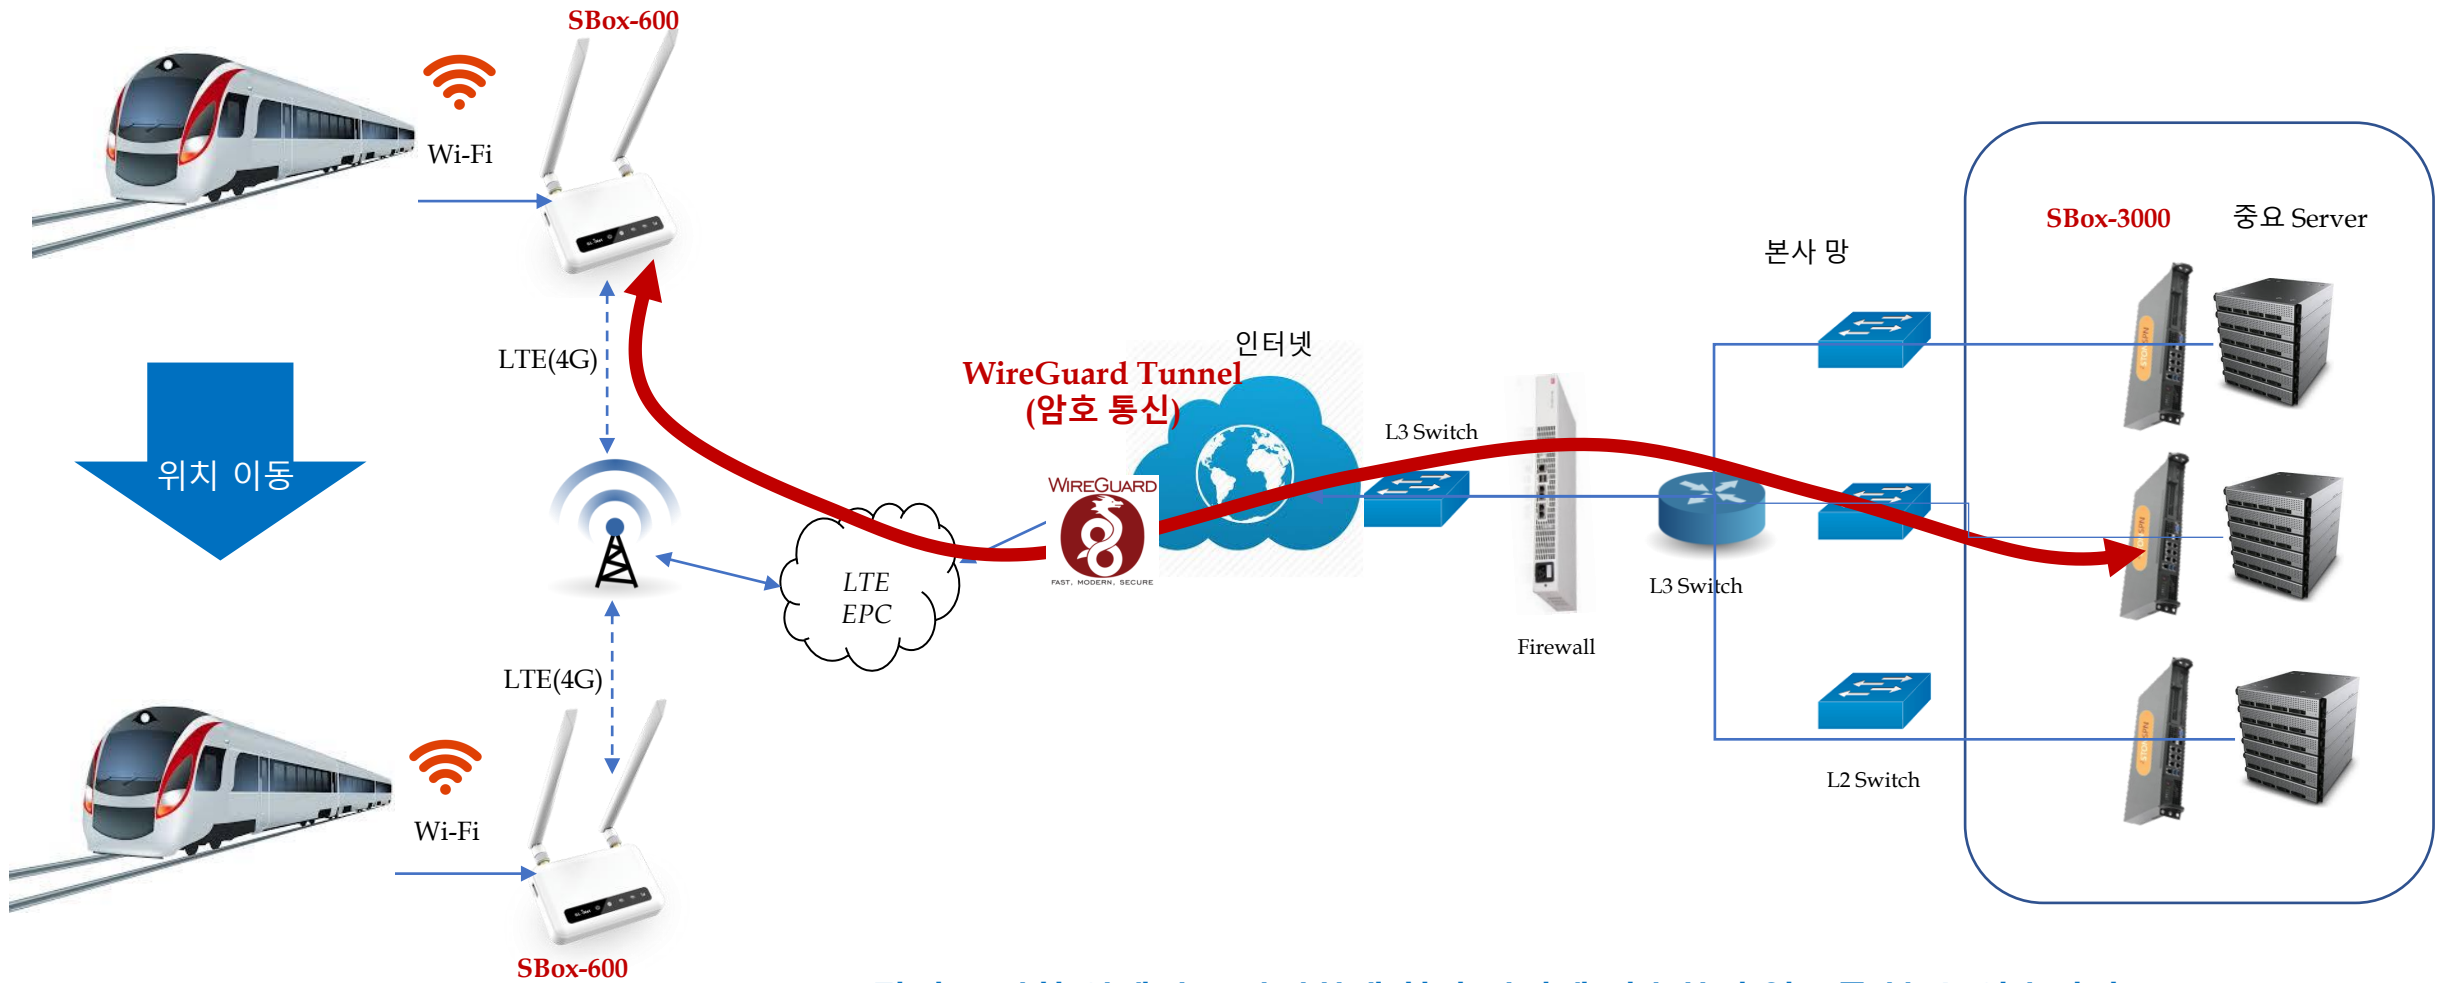 SBox-600
Wi-Fi
LTE(4G)
위치 이동
LTE
EPC
LTE(4G)
Wi-Fi
SBox-600
WireGuard Tunnel
(암호 통신)
WIREGUARD
FAST, MODERN, SECURE
인터넷
L3 Switch
Firewall
L3 Switch
본사 망
L2 Switch
SBox-3000
중요 Server